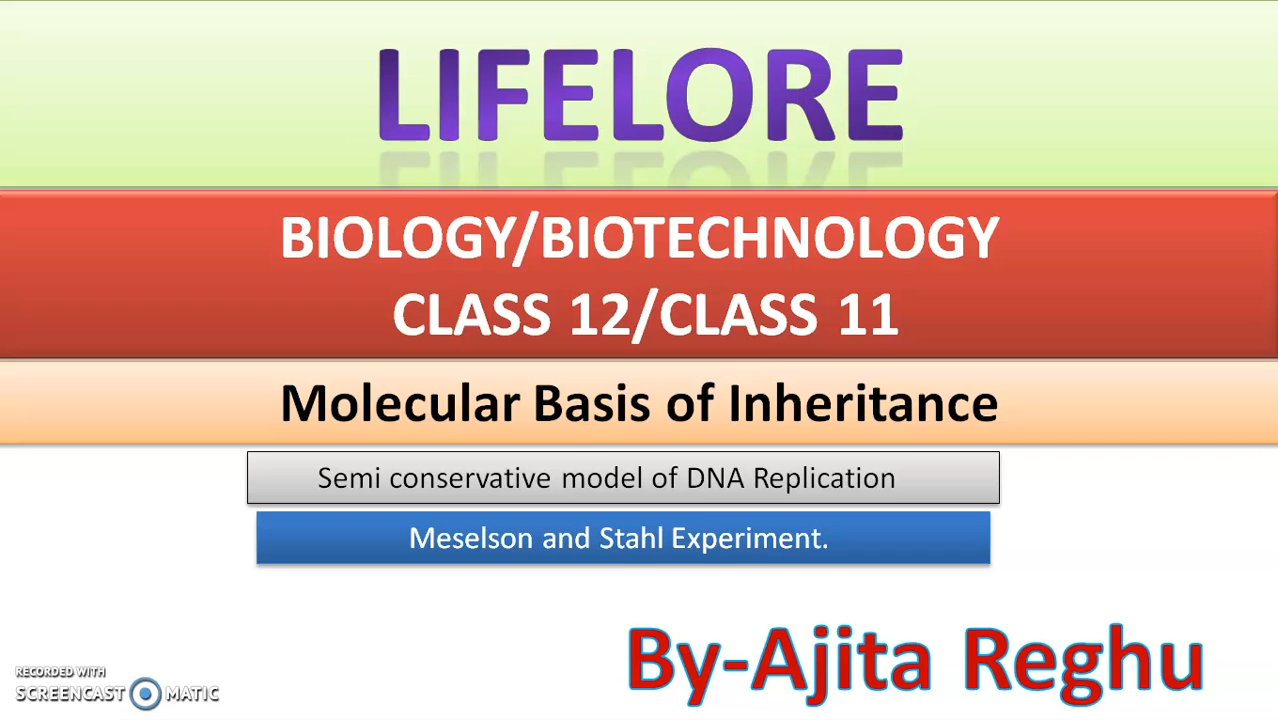 LIFELORE
BIOLOGY/BIOTECHNOLOGY
CLASS 12/CLASS 11
Molecular Basis of Inheritance
Semi conservative model of DNA Replication
Meselson and Stahl Experiment.
By-Ajita Reghu
RECORDED WITH
SCREENCAST MATIC